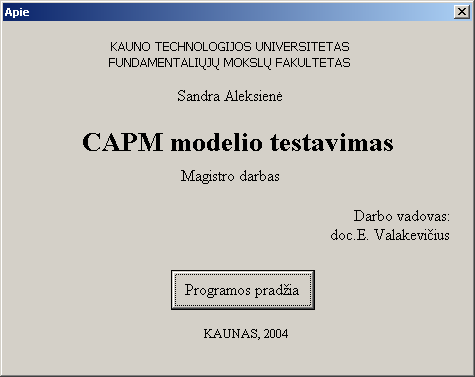 Apie
KAUNO TECHNOLOGIJOS UNIVERSITETAS
FUNDAMENTALIŲJŲ MOKSLŲ FAKULTETAS
Sandra Aleksienė
CAPM modelio testavimas
Magistro darbas
Darbo vadovas:
doc.E. Valakevičius
Programos pradžia
KAUNAS, 2004